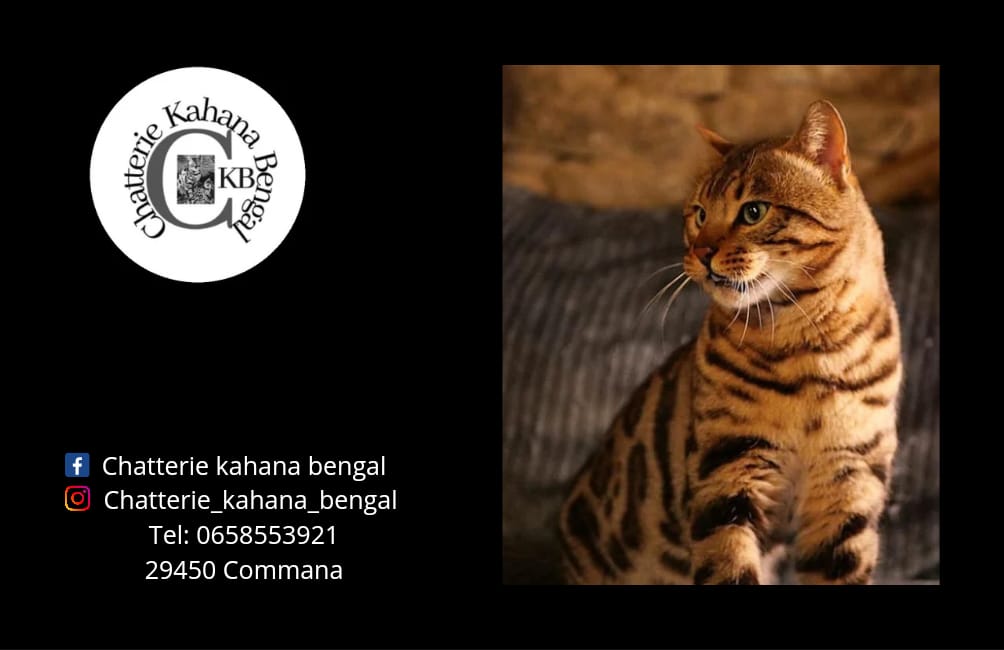 Chatterie Kahana Bengal
C KB
Chatterie kahana bengal
Chatterie_kahana_bengal
Tel: 0658553921
29450 Commana